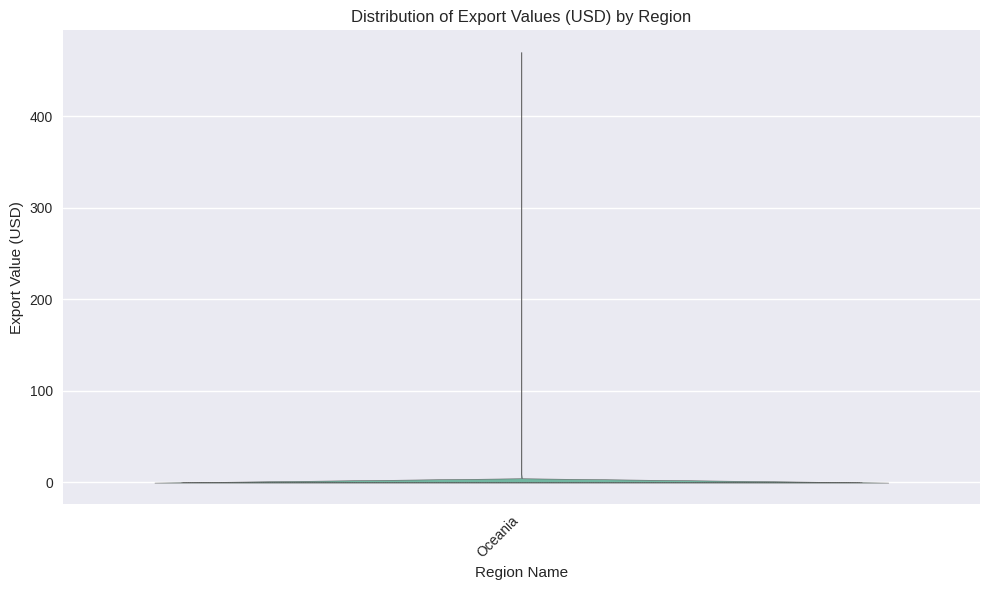 Distribution of Export Values (USD) by Region
Export Value (USD)
400
300
200
100
0
Oceania
Region Name